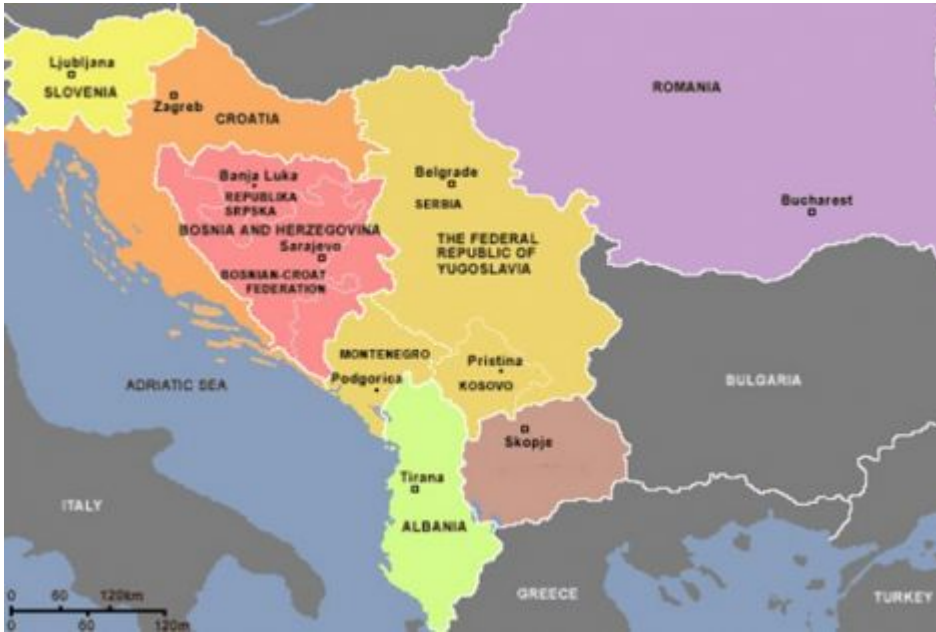 Ljubljana
SLOVENIA
Zagreb
CROATIA
ROMANIA
Banja Luka
REPUBLIKA
SRPSKA
BOSNIA AND HERZEGOVINA
Sarajevo
BOSNIAN-CROAT
FEDERATION
Belgrade
SERBIA
THE FEDERAL
REPUBLIC OF
YUGOSLAVIA
Bucharest
MONTENEGRO
Podgorica
Pristina
KOSOVO
ADRIATIC SEA
BULGARIA
Skopje
Tirana
ALBANIA
ITALY
GREECE
TURKEY
0 60 120km
0 60 120m